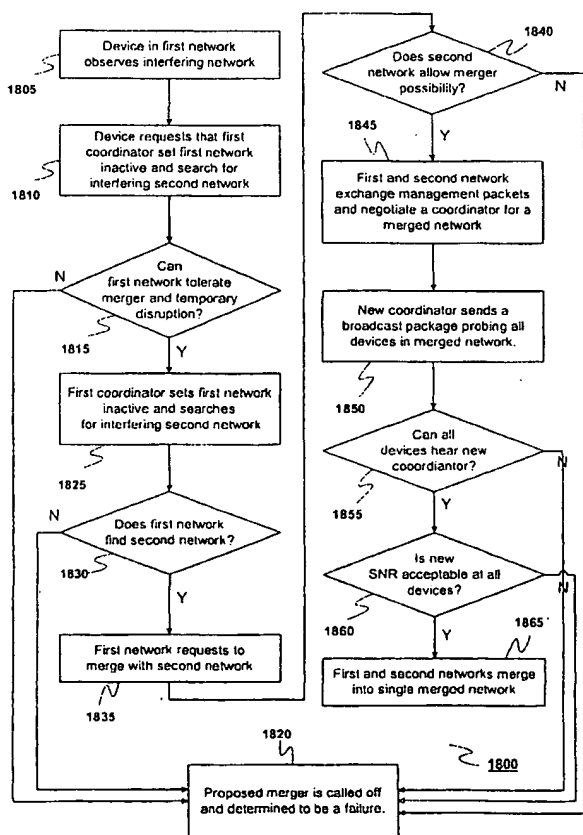 Device in first network
observes interfering network
1805
Device requests that first
coordinator set first network
inactive and search for
interfering second network
1810
Can
first network tolerate
merger and temporary
disruption?
N
1815
Y
First coordinator sets first network
inactive and searches
for interfering second network
1825
Does first network
find second network?
N
1830
Y
First network requests to
merge with second network
1835
1840
Does second
network allow merger
possibility?
N
Y
1845
First and second network
exchange management packets
and negotiate a coordinator for a
merged network
New coordinator sends a
broadcast package probing all
devices in merged network.
1850
Can all
devices hear new
cooordiantor?
N
1855
Y
Is new
SNR acceptable at all
devices?
N
1860
Y
1865
First and second networks merge
into single merged network
1820
1800
Proposed merger is called off
and determined to be a failure.